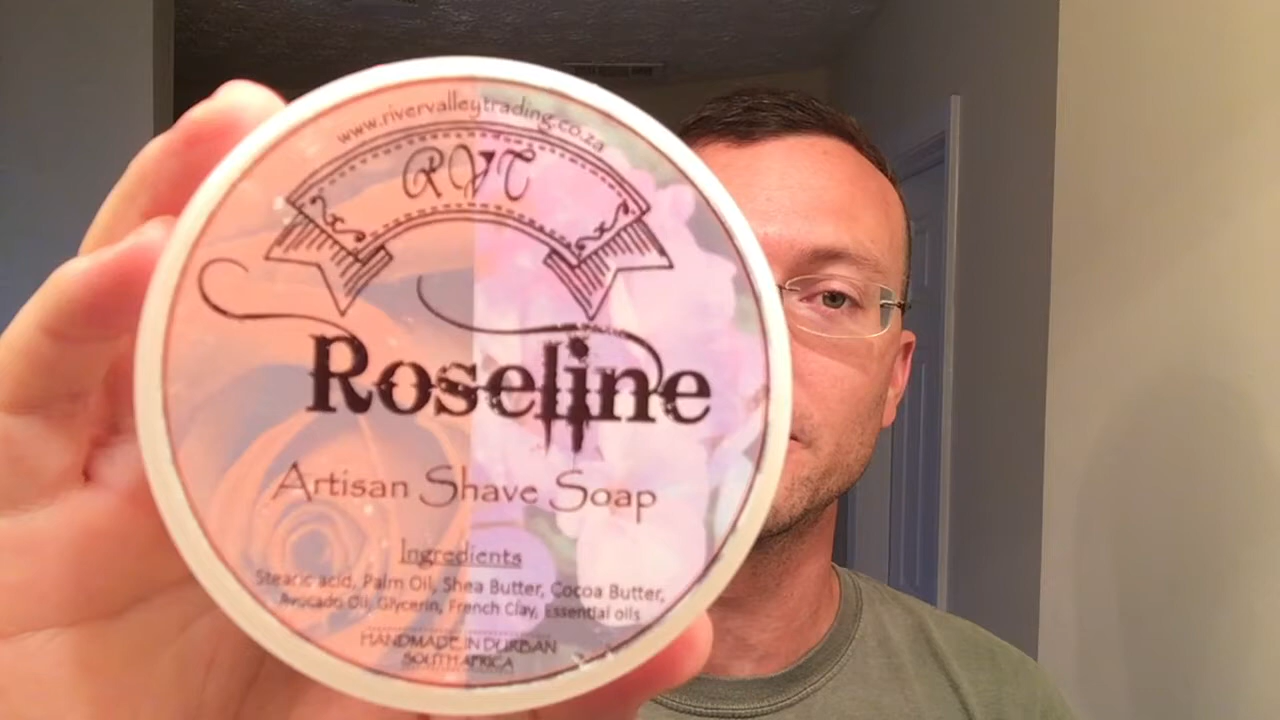 www.rivervalleytrading.co.za
RVT
Roseline
Artisan Shave Soap
Ingredients
Stearic acid, Palm Oil, Shea Butter, Cocoa Butter,
Avocado Oil, Glycerin, French Clay, Essential oils
HANDMADE IN DURBAN
SOUTH AFRICA